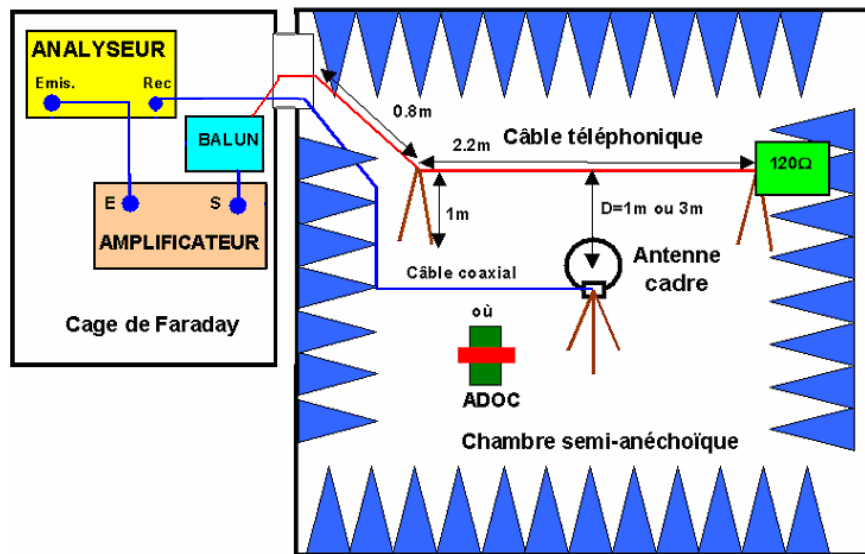 ANALYSEUR
Emis.
Rec
BALUN
E
S
AMPLIFICATEUR
Cage de Faraday
0.8m
Câble téléphonique
2.2m
120Ω
1m
D=1m ou 3m
Antenne
cadre
Câble coaxial
où
ADOC
Chambre semi-anéchoïque